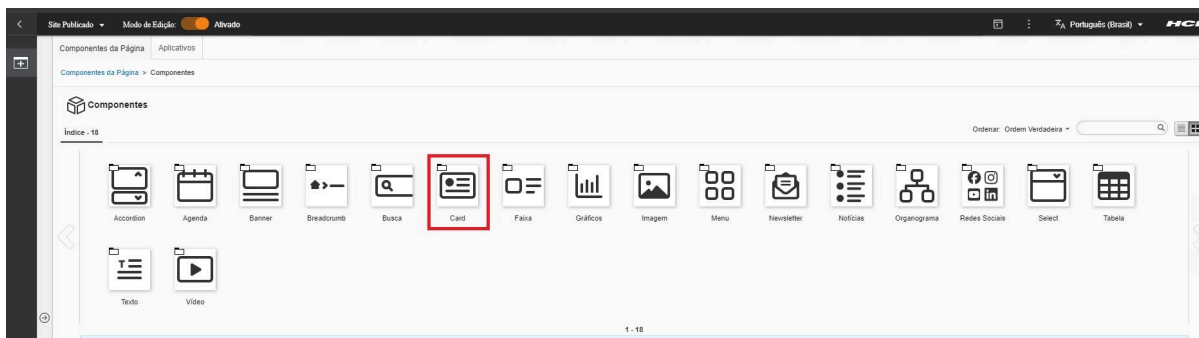 Site Publicado Modo de Edição: Ativado Português (Brasil) HCL
Componentes da Página Aplicativos
Componentes da Página > Componentes
Componentes
Índice - 18 Ordenar: Ordem Verdadeira
Accordion Agenda Banner Breadcrumb Busca Card Faixa Gráficos Imagem Menu Newsletter Notícias Organograma Redes Sociais Select Tabela
Texto Vídeo
1 - 18